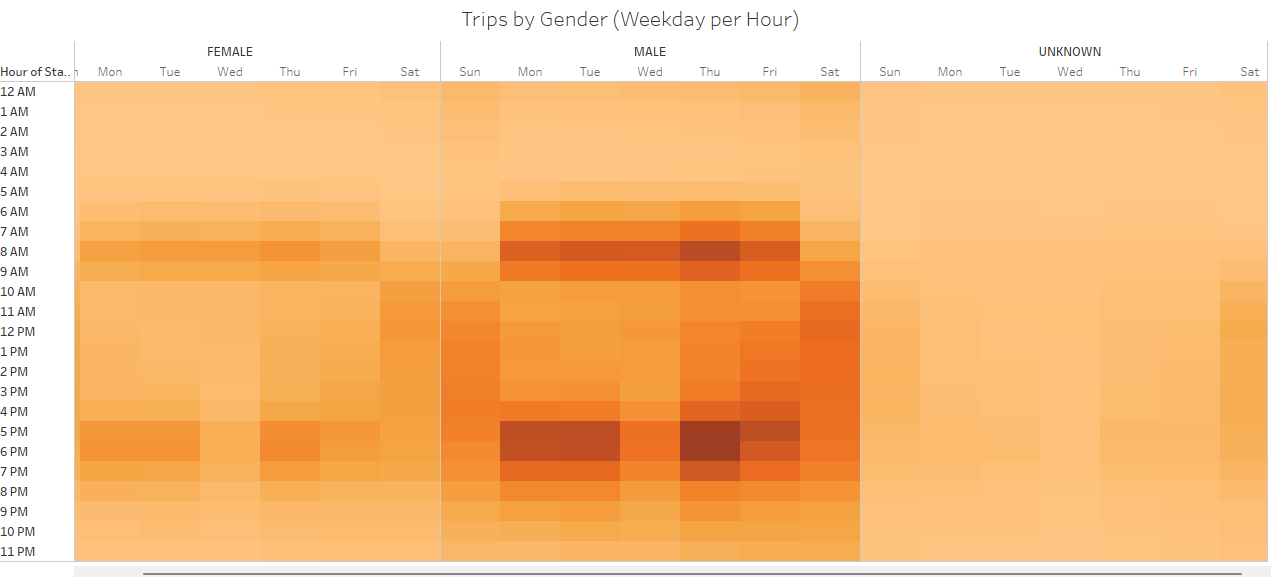 Trips by Gender (Weekday per Hour)
FEMALE MALE UNKNOWN
Hour of Sta.. Mon Tue Wed Thu Fri Sat Sun Mon Tue Wed Thu Fri Sat Sun Mon Tue Wed Thu Fri Sat
12 AM
1 AM
2 AM
3 AM
4 AM
5 AM
6 AM
7 AM
8 AM
9 AM
10 AM
11 AM
12 PM
1 PM
2 PM
3 PM
4 PM
5 PM
6 PM
7 PM
8 PM
9 PM
10 PM
11 PM